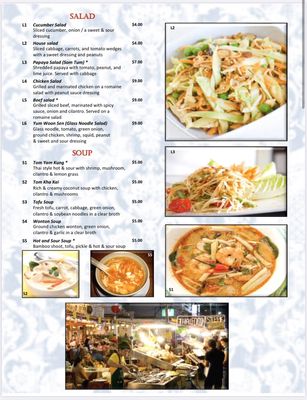 SALAD
L1 Cucumber Salad $4.00
Sliced cucumber, onion / a sweet & sour
dressing
L2 House salad $4.00
Sliced cabbage, carrots, and tomato wedges
with a sweet dressing and peanuts
L3 Papaya Salad (Som Tum) * $7.00
Shredded papaya with tomato, peanut, and
lime juice. Served with cabbage
L4 Chicken Salad $9.00
Grilled and marinated chicken on a romaine
salad with peanut sauce dressing
L5 Beef salad * $9.00
Grilled sliced beef, marinated with spicy
sauce, onion and cilantro. Served on a
romaine salad
L6 Yum Woon Sen (Glass Noodle Salad) $9.00
Glass noodle, tomato, green onion,
ground chicken, shrimp, squid, peanut
& sweet and sour dressing
SOUP
S1 Tom Yum Kung * $5.00
Thai style hot & sour with shrimp, mushroom,
cilantro & lemon grass
S2 Tom Kha Kai $5.00
Rich & creamy coconut soup with chicken,
cilantro & mushrooms
S3 Tofu Soup $5.00
Fresh tofu, carrot, cabbage, green onion,
cilantro & soybean noodles in a clear broth
S4 Wonton Soup $5.00
Ground chicken wonton, green onion,
cilantro & garlic in a clear broth
S5 Hot and Sour Soup * $5.00
Bamboo shoot, tofu, pickle & hot & sour soup
L2
L3
S1
S2
S5